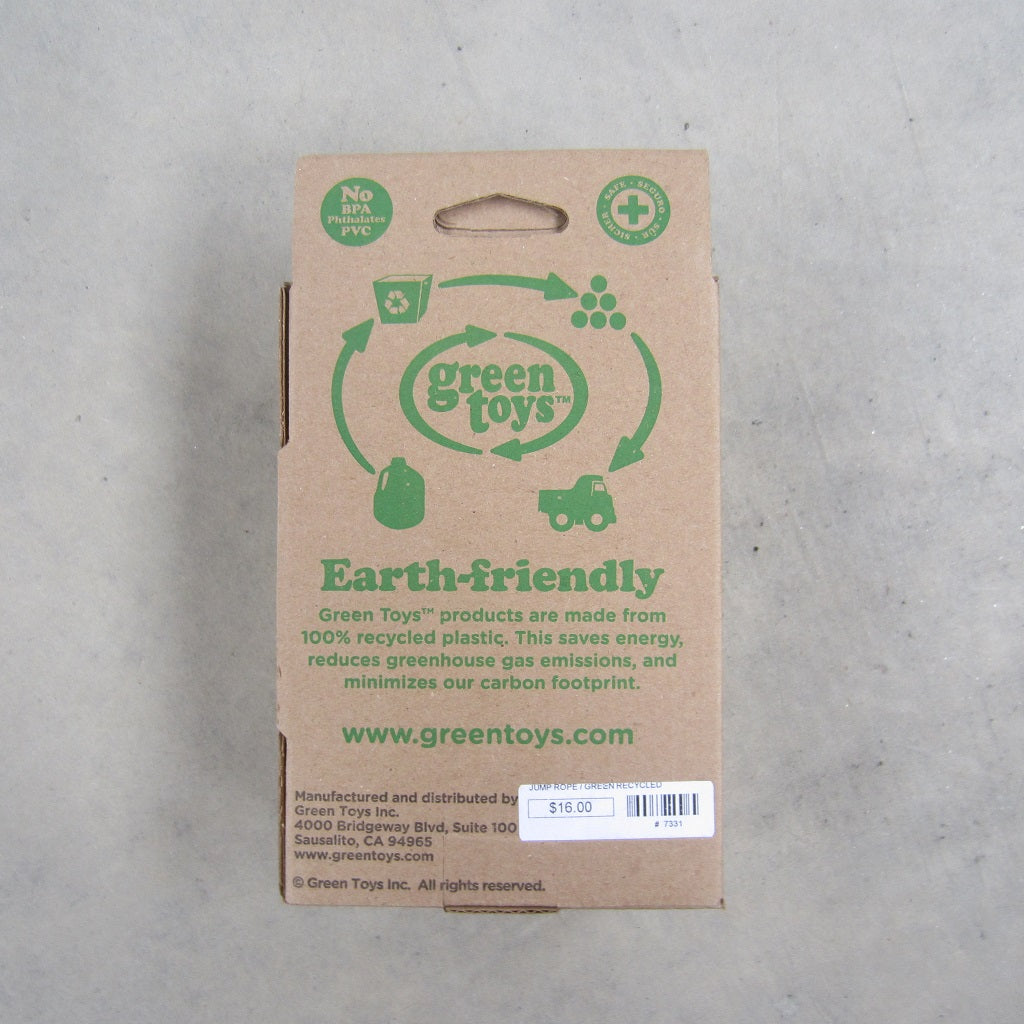 No
BPA
Phthalates
PVC
SAFE · SEGURO · SÛR · SICHER ·
green
toys™
Earth-friendly
Green Toys™ products are made from
100% recycled plastic. This saves energy,
reduces greenhouse gas emissions, and
minimizes our carbon footprint.
www.greentoys.com
Manufactured and distributed by
Green Toys Inc.
4000 Bridgeway Blvd, Suite 100
Sausalito, CA 94965
www.greentoys.com
© Green Toys Inc. All rights reserved.
JUMP ROPE / GREEN RECYCLED
$16.00
# 7331